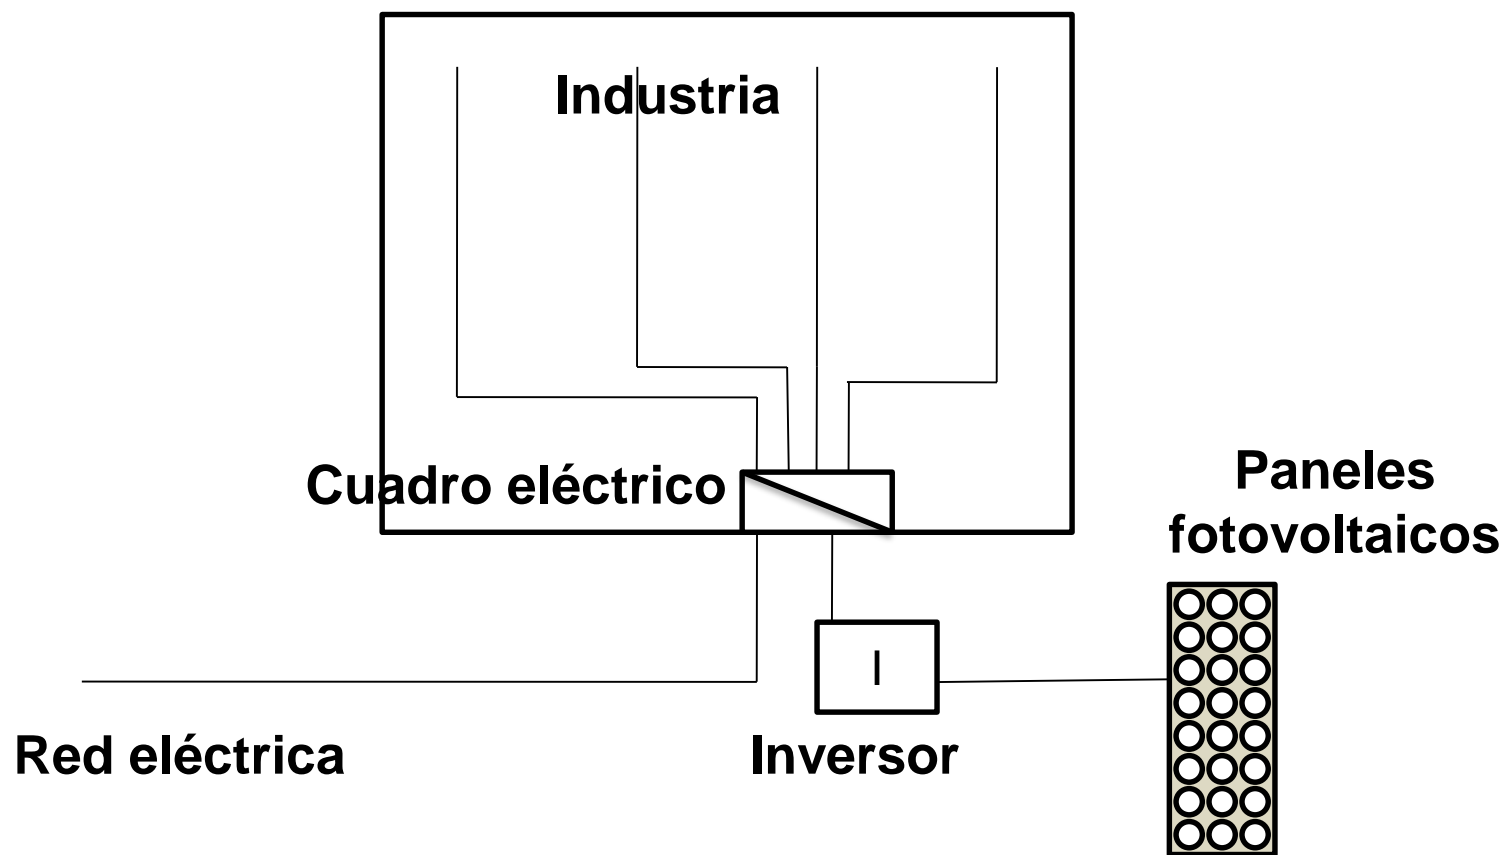 Industria
Cuadro eléctrico
Paneles
fotovoltaicos
I
Red eléctrica
Inversor